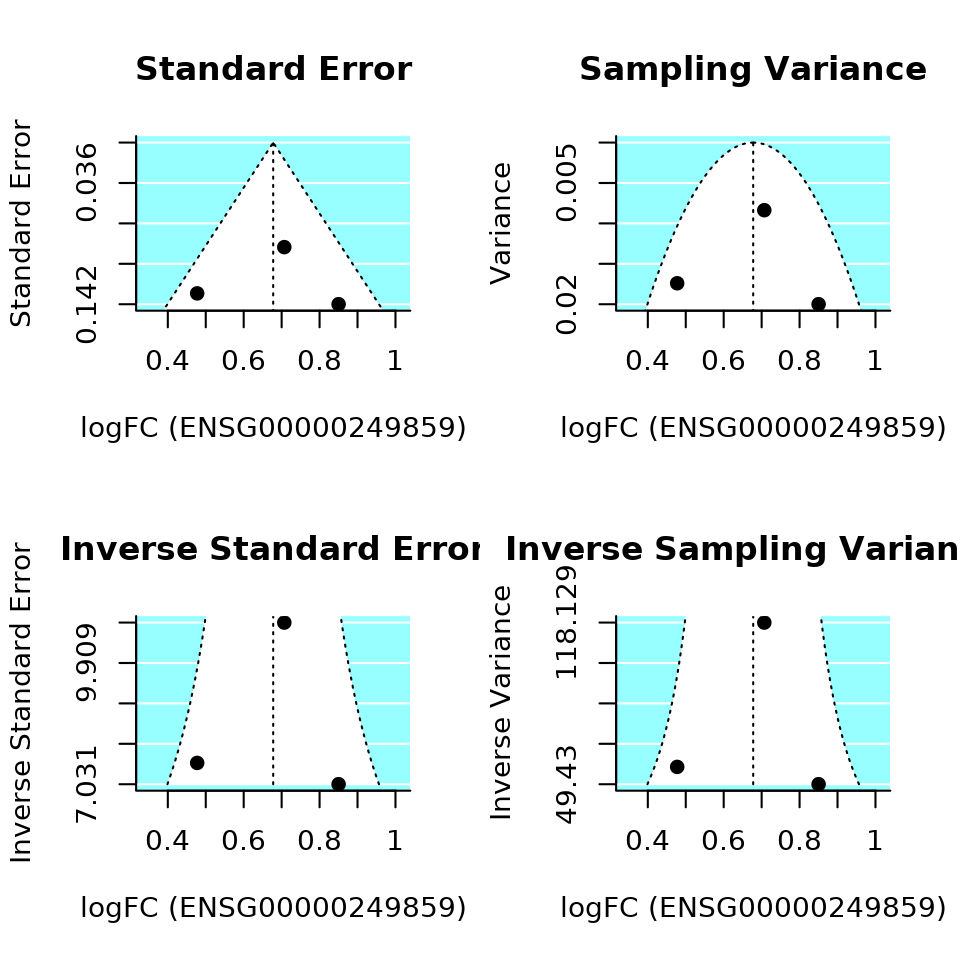 Standard Error
Standard Error
0.036
0.142
0.4 0.6 0.8 1
logFC (ENSG00000249859)
Sampling Variance
Variance
0.005
0.02
0.4 0.6 0.8 1
logFC (ENSG00000249859)
Inverse Standard Error
Inverse Standard Error
9.909
7.031
0.4 0.6 0.8 1
logFC (ENSG00000249859)
Inverse Sampling Varian
Inverse Variance
118.129
49.43
0.4 0.6 0.8 1
logFC (ENSG00000249859)